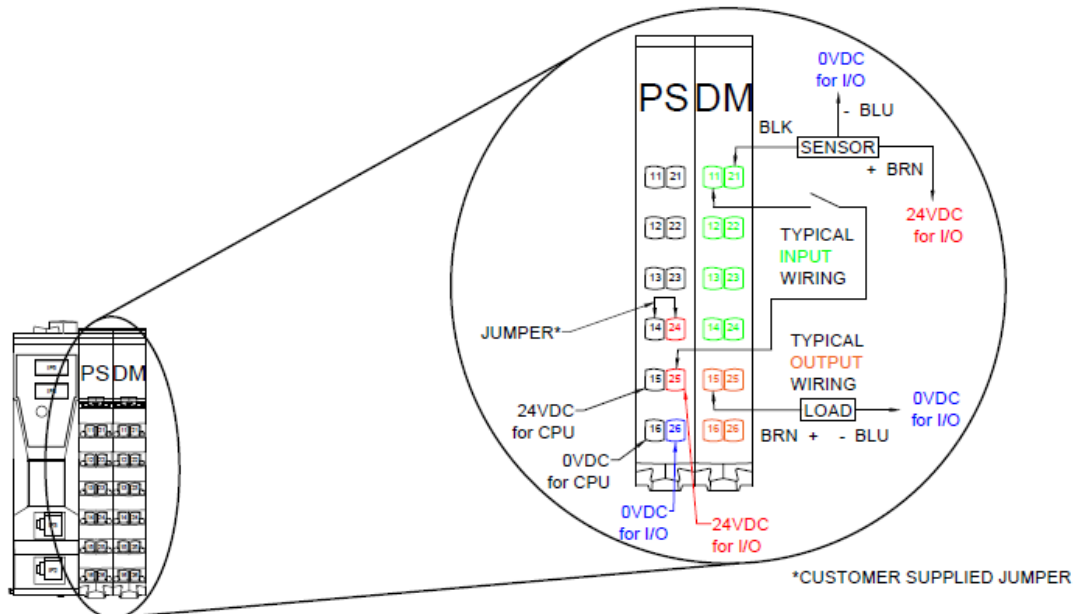 PS DM
11 21 11 21
12 22 12 22
13 23 13 23
14 24 14 24
15 25 15 25
16 26 16 26
0VDC
for I/O
- BLU
BLK
SENSOR
+ BRN
24VDC
for I/O
TYPICAL
INPUT
WIRING
JUMPER*
TYPICAL
OUTPUT
WIRING
LOAD
BRN + - BLU
0VDC
for I/O
24VDC
for CPU
0VDC
for CPU
0VDC
for I/O
24VDC
for I/O
*CUSTOMER SUPPLIED JUMPER
PS DM